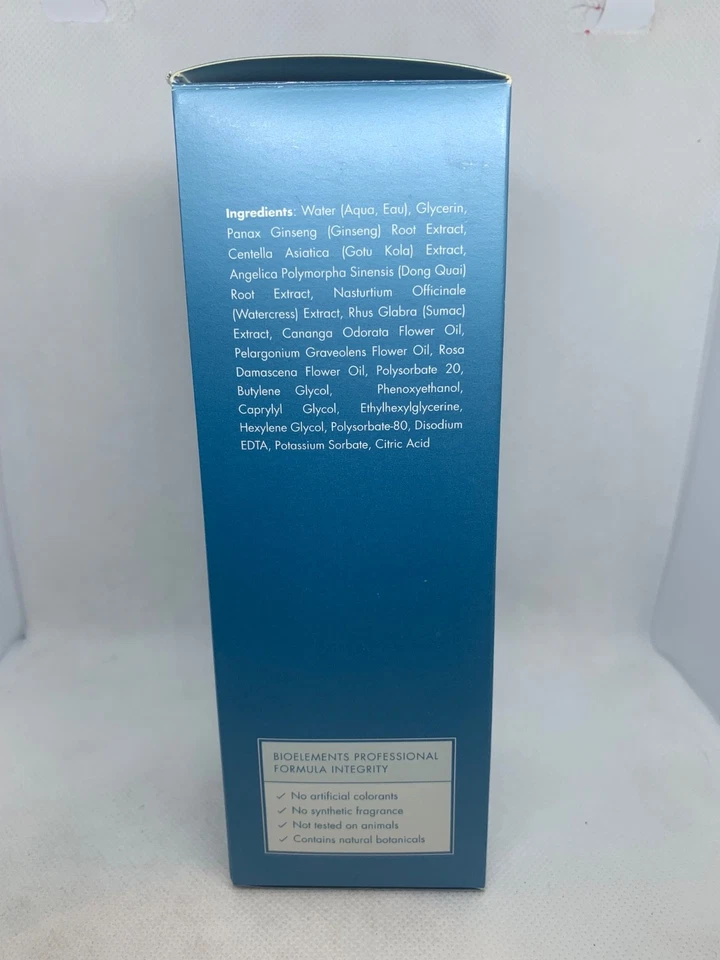 Ingredients: Water (Aqua, Eau), Glycerin,
Panax Ginseng (Ginseng) Root Extract,
Centella Asiatica (Gotu Kola) Extract,
Angelica Polymorpha Sinensis (Dong Quai)
Root Extract, Nasturtium Officinale
(Watercress) Extract, Rhus Glabra (Sumac)
Extract, Cananga Odorata Flower Oil,
Pelargonium Graveolens Flower Oil, Rosa
Damascena Flower Oil, Polysorbate 20,
Butylene Glycol, Phenoxyethanol,
Caprylyl Glycol, Ethylhexylglycerine,
Hexylene Glycol, Polysorbate-80, Disodium
EDTA, Potassium Sorbate, Citric Acid
BIOELEMENTS PROFESSIONAL
FORMULA INTEGRITY
✓ No artificial colorants
✓ No synthetic fragrance
✓ Not tested on animals
✓ Contains natural botanicals